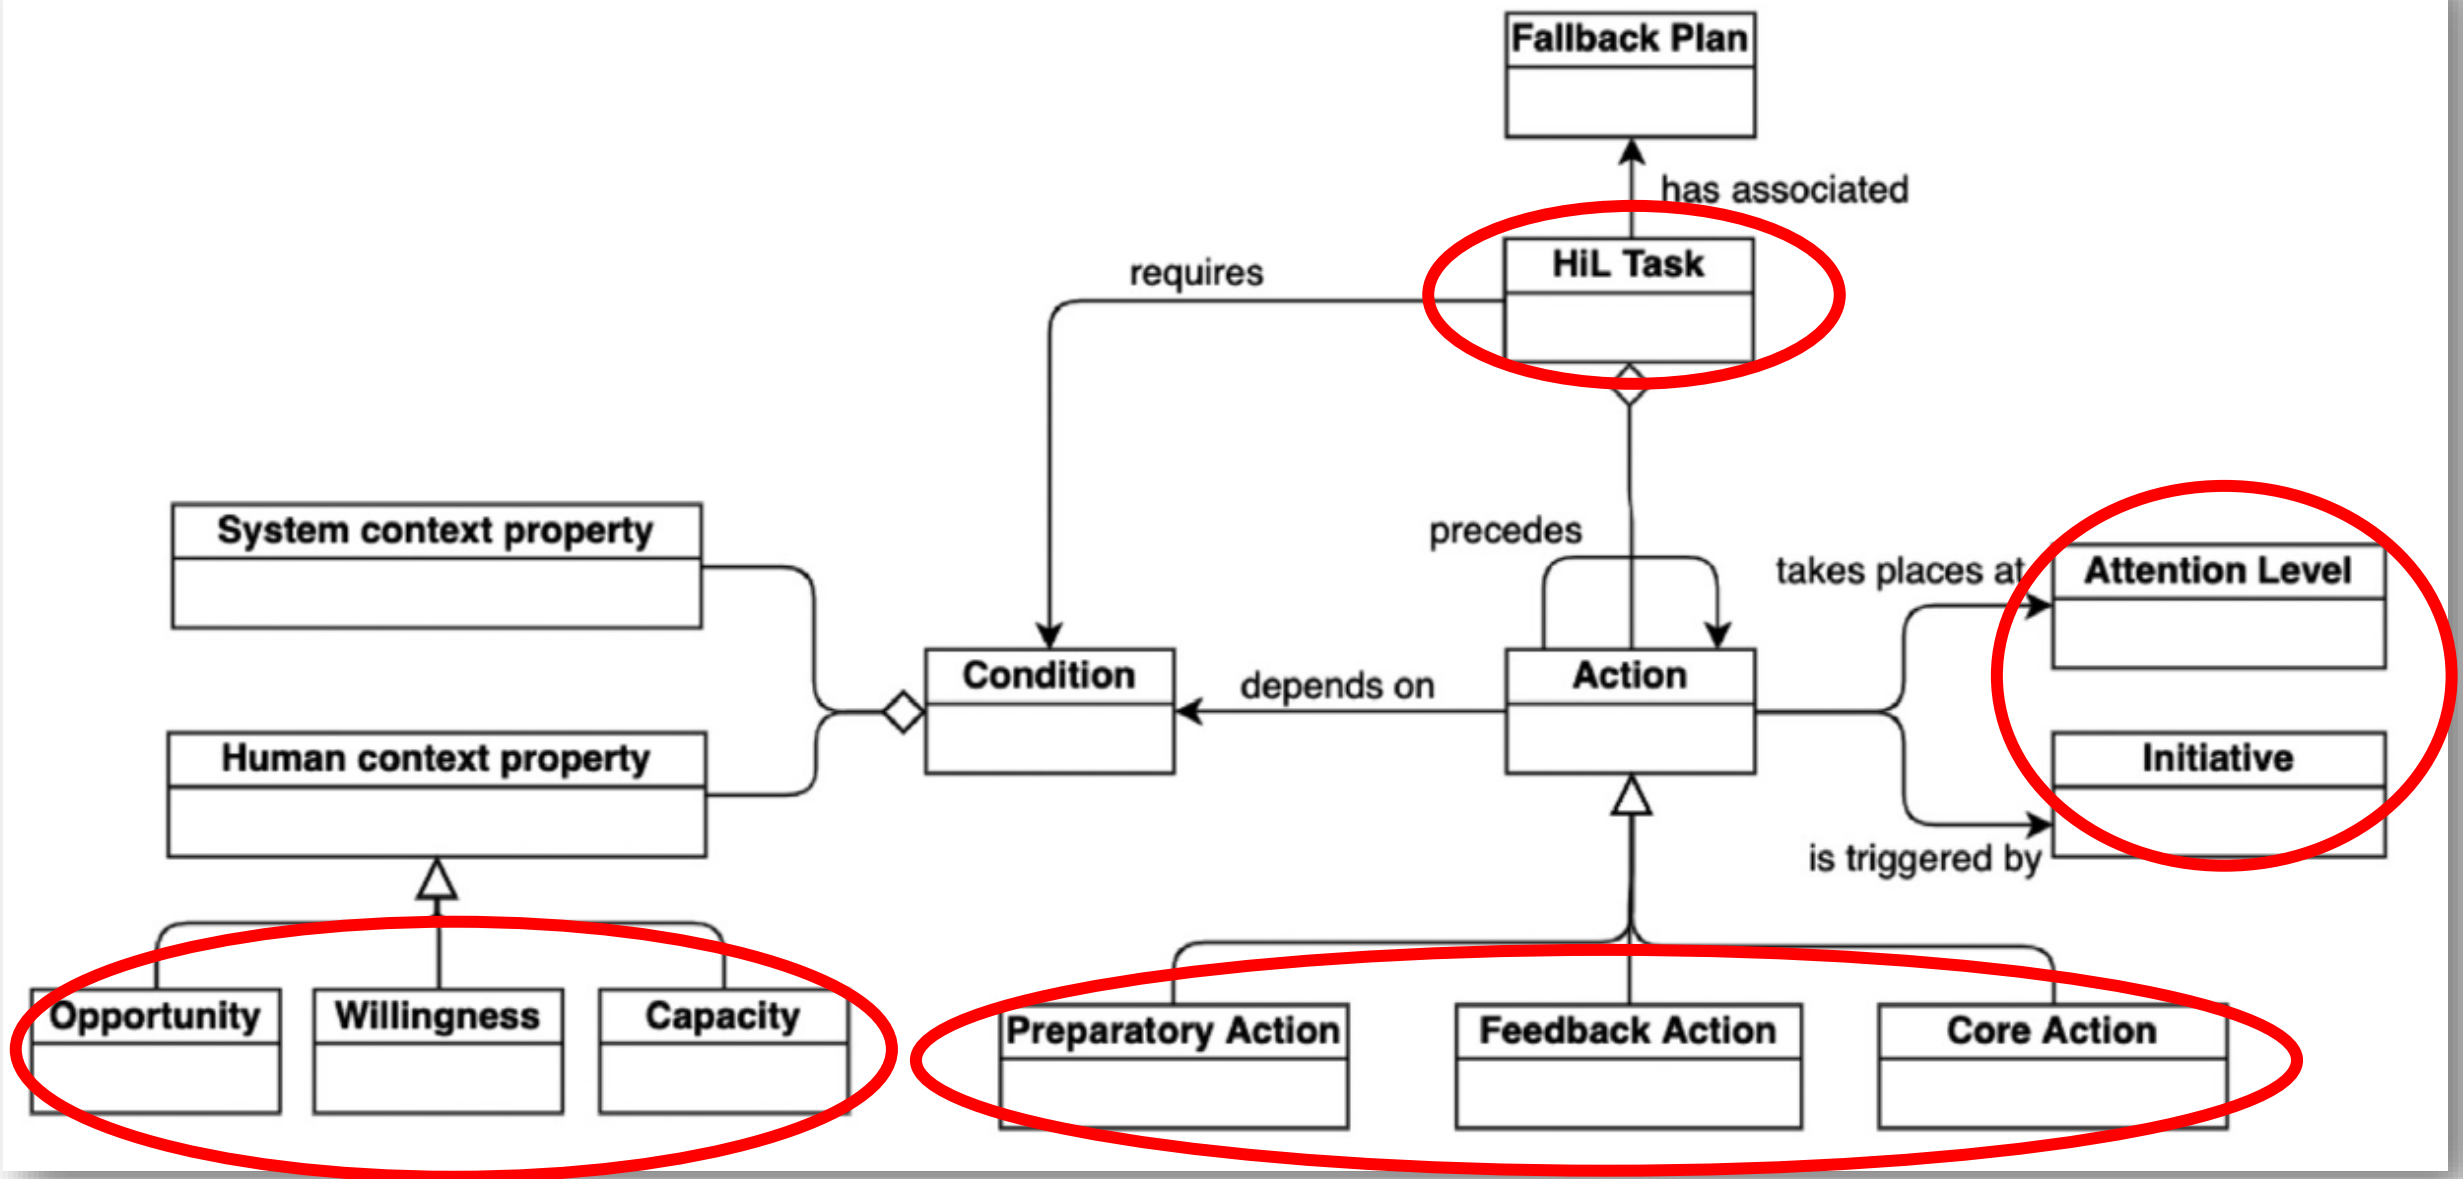 Fallback Plan
has associated
HiL Task
requires
System context property
precedes
takes places at
Attention Level
Condition
depends on
Action
Human context property
Initiative
is triggered by
Opportunity
Willingness
Capacity
Preparatory Action
Feedback Action
Core Action